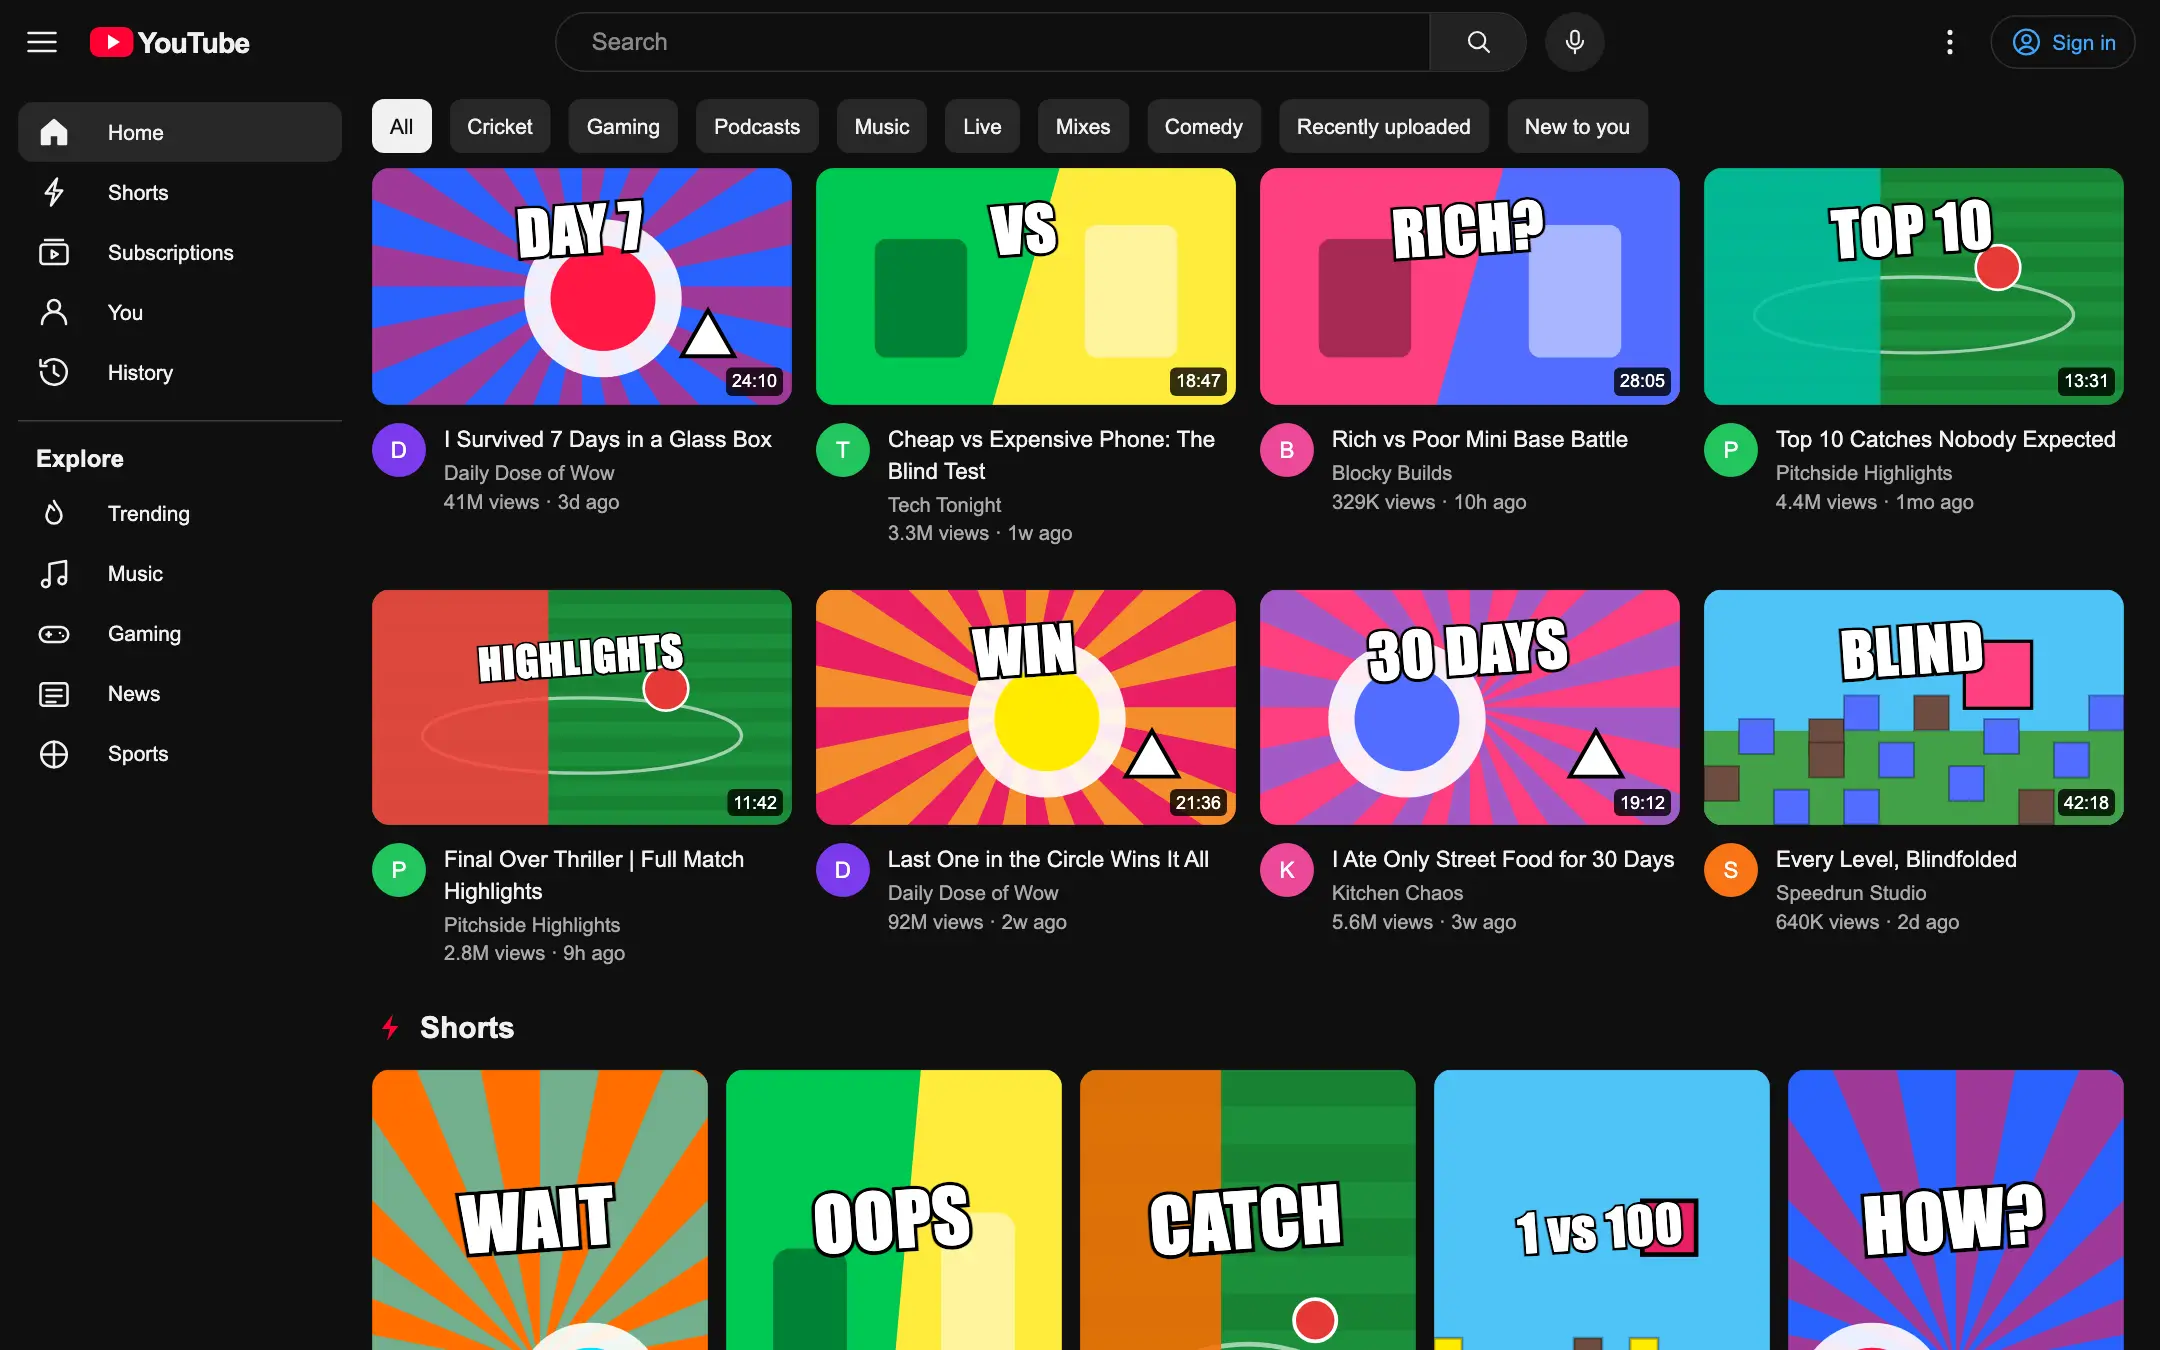 YouTube
Search
Sign in
Home
Shorts
Subscriptions
You
History
Explore
Trending
Music
Gaming
News
Sports
All
Cricket
Gaming
Podcasts
Music
Live
Mixes
Comedy
Recently uploaded
New to you
DAY 7
24:10
D
I Survived 7 Days in a Glass Box
Daily Dose of Wow
41M views · 3d ago
VS
18:47
T
Cheap vs Expensive Phone: The
Blind Test
Tech Tonight
3.3M views · 1w ago
RICH?
28:05
B
Rich vs Poor Mini Base Battle
Blocky Builds
329K views · 10h ago
TOP 10
13:31
P
Top 10 Catches Nobody Expected
Pitchside Highlights
4.4M views · 1mo ago
HIGHLIGHTS
11:42
P
Final Over Thriller | Full Match
Highlights
Pitchside Highlights
2.8M views · 9h ago
WIN
21:36
D
Last One in the Circle Wins It All
Daily Dose of Wow
92M views · 2w ago
30 DAYS
19:12
K
I Ate Only Street Food for 30 Days
Kitchen Chaos
5.6M views · 3w ago
BLIND
42:18
S
Every Level, Blindfolded
Speedrun Studio
640K views · 2d ago
Shorts
WAIT
OOPS
CATCH
1 vs 100
HOW?